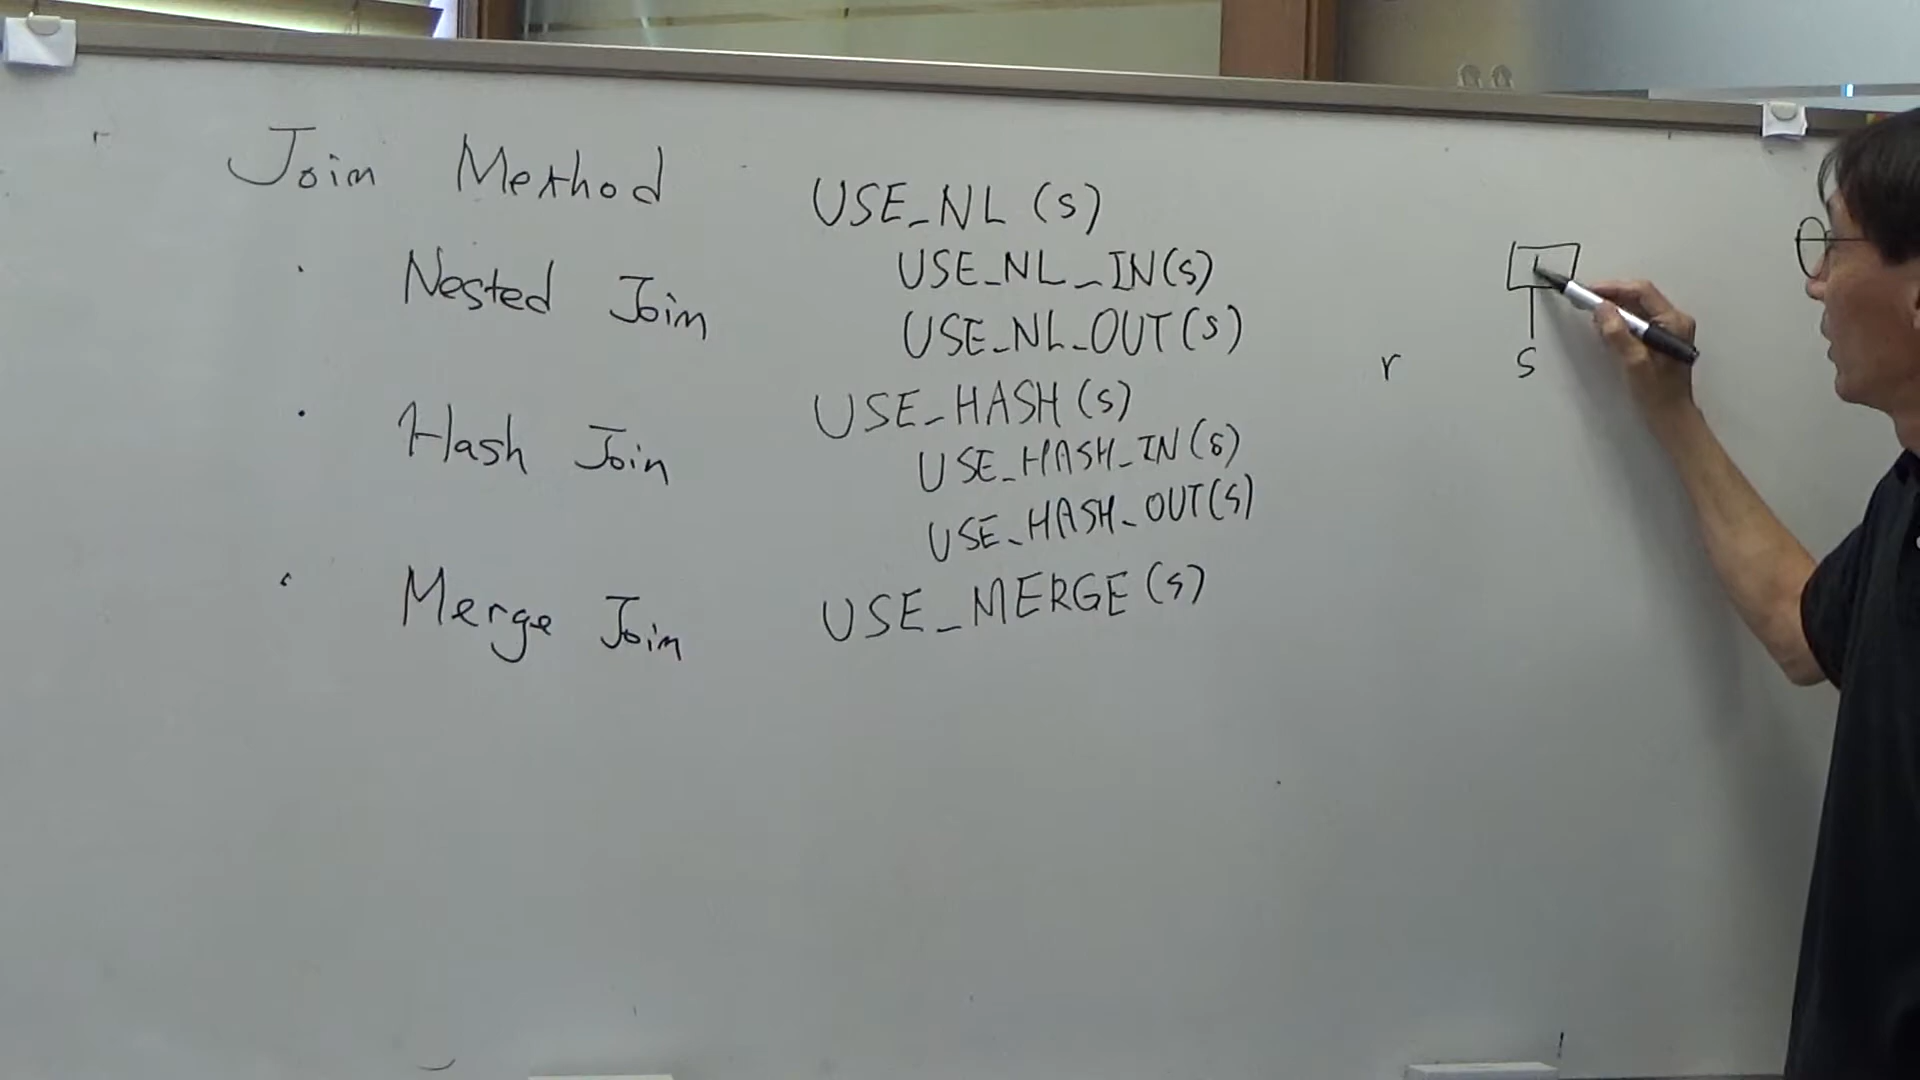 Join Method
USE_NL (s)
Nested Join
USE_NL_IN(s)
USE_NL_OUT(s)
Hash Join
USE_HASH (s)
USE_HASH_IN(s)
USE_HASH_OUT(s)
Merge Join
USE_MERGE(s)
r
S